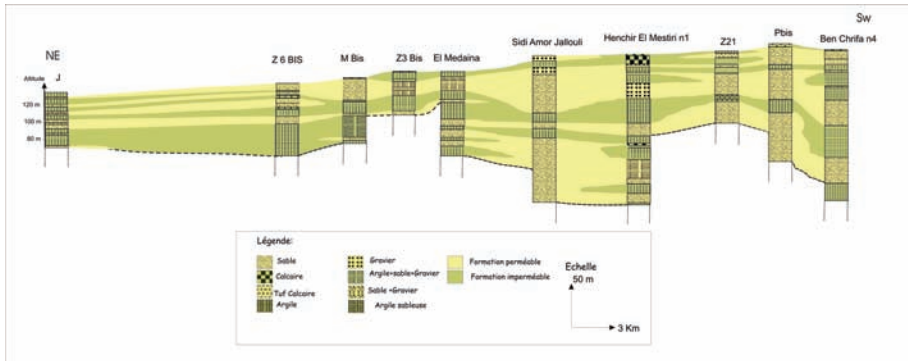 NE
SW
Altitude
J
Z 6 BIS
M Bis
Z3 Bis
El Medaina
Sidi Amor Jallouli
Henchir El Mestiri n1
Z21
Pbis
Ben Chrifa n4
120 m
100 m
80 m
Légende:
Sable
Calcaire
Tuf Calcaire
Argile
Gravier
Argile+sable+Gravier
Sable +Gravier
Argile sableuse
Formation perméable
Formation imperméable
Echelle
50 m
3 Km